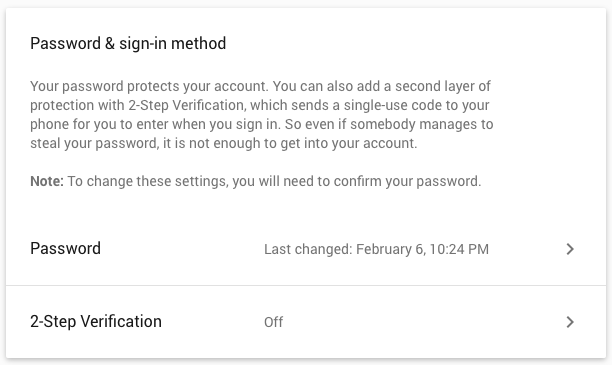 Password & sign-in method
Your password protects your account. You can also add a second layer of
protection with 2-Step Verification, which sends a single-use code to your
phone for you to enter when you sign in. So even if somebody manages to
steal your password, it is not enough to get into your account.
Note: To change these settings, you will need to confirm your password.
Password Last changed: February 6, 10:24 PM
2-Step Verification Off